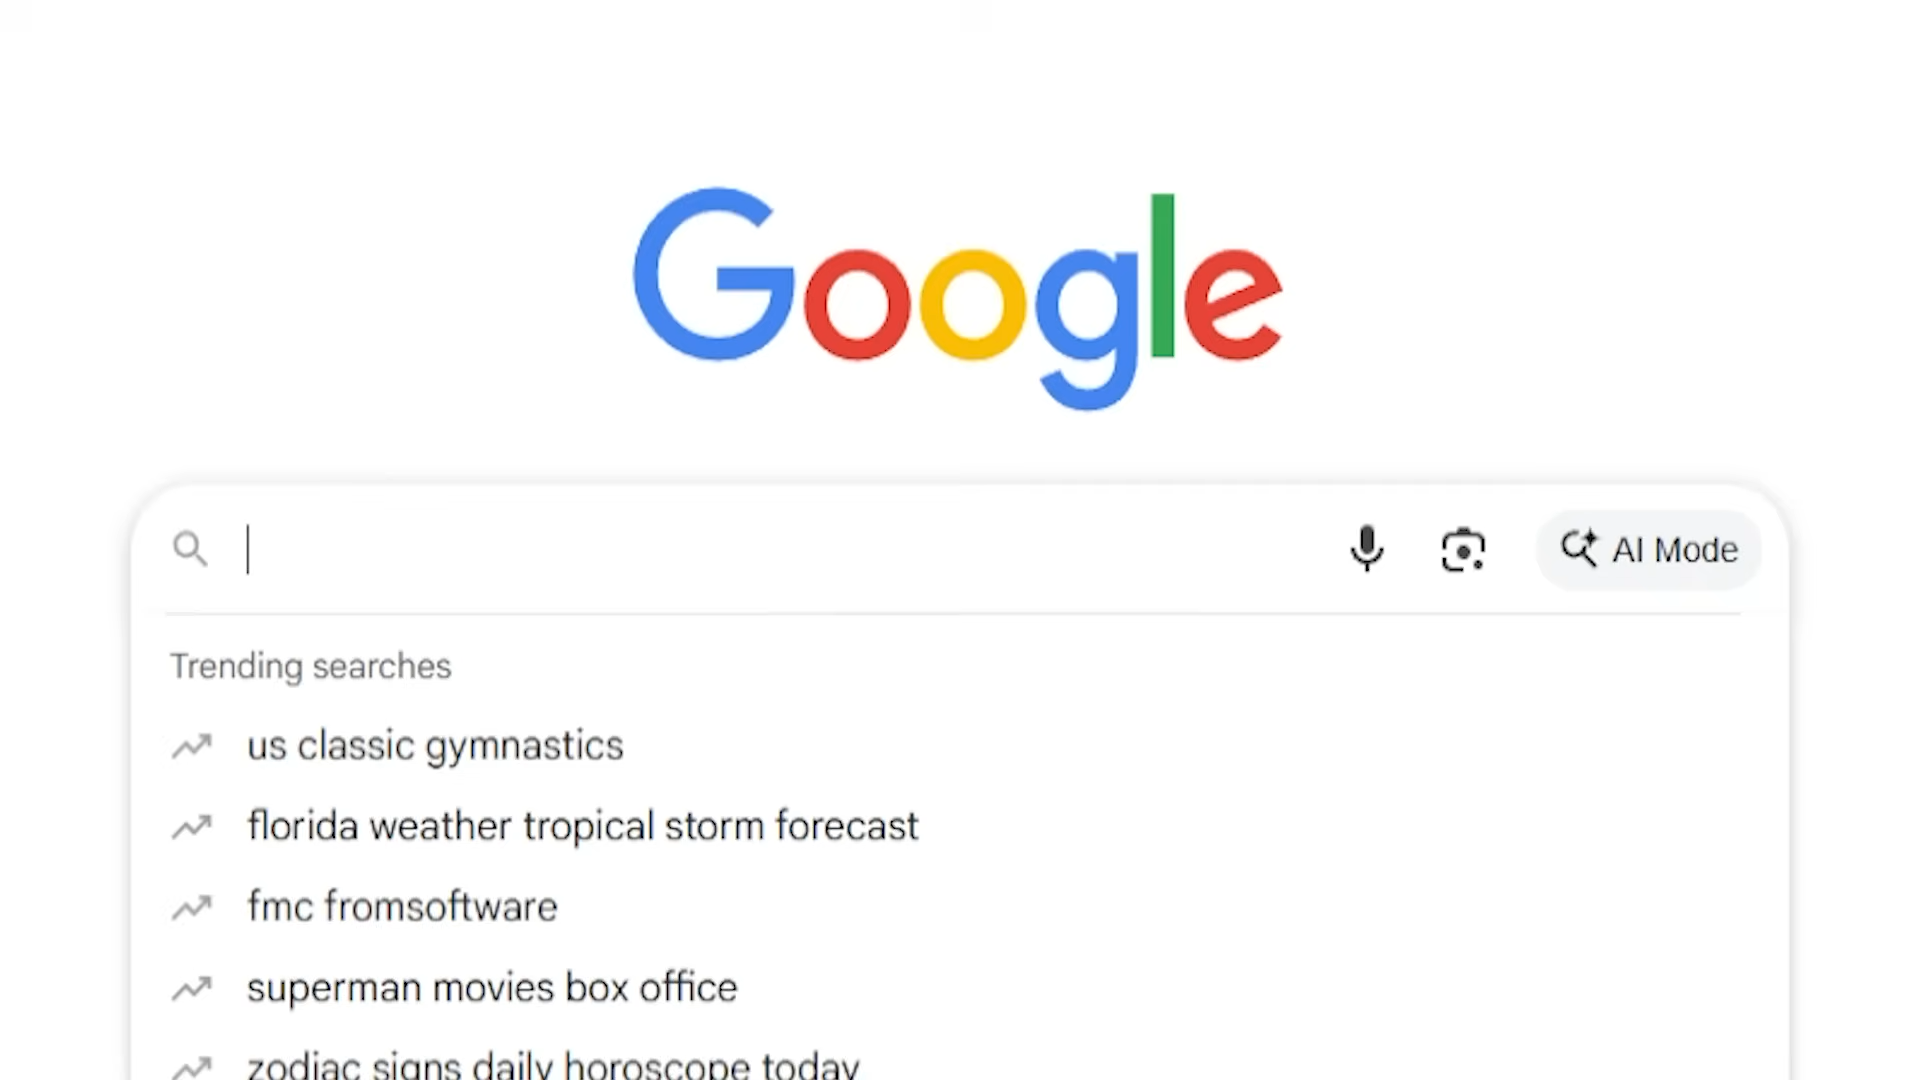 Google
AI Mode
Trending searches
us classic gymnastics
florida weather tropical storm forecast
fmc fromsoftware
superman movies box office
zodiac signs daily horoscope today